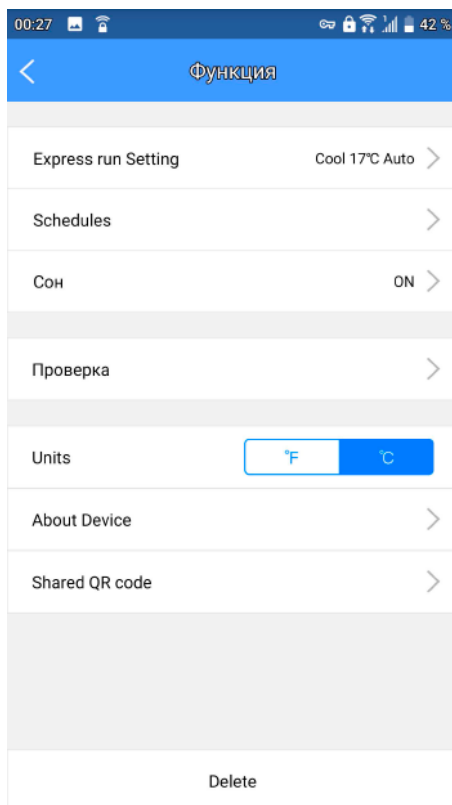 00:27 42 %
Функция
Express run Setting Cool 17℃ Auto
Schedules
Сон ON
Проверка
Units ℉ ℃
About Device
Shared QR code
Delete